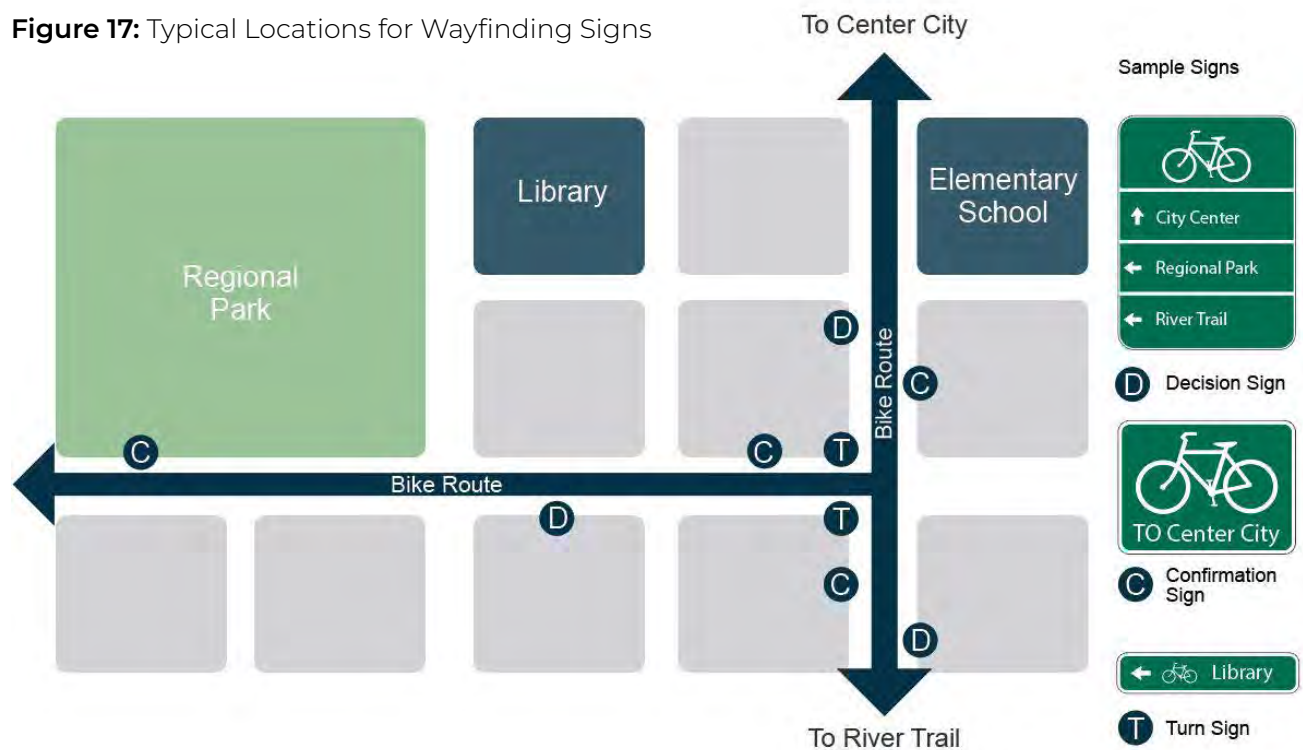 Figure 17: Typical Locations for Wayfinding Signs
To Center City
Sample Signs
Regional
Park
Library
Elementary
School
City Center
Regional Park
River Trail
D
Decision Sign
D
C
Bike Route
C
C
T
Bike Route
D
T
C
D
TO Center City
C
Confirmation
Sign
Library
T
Turn Sign
To River Trail